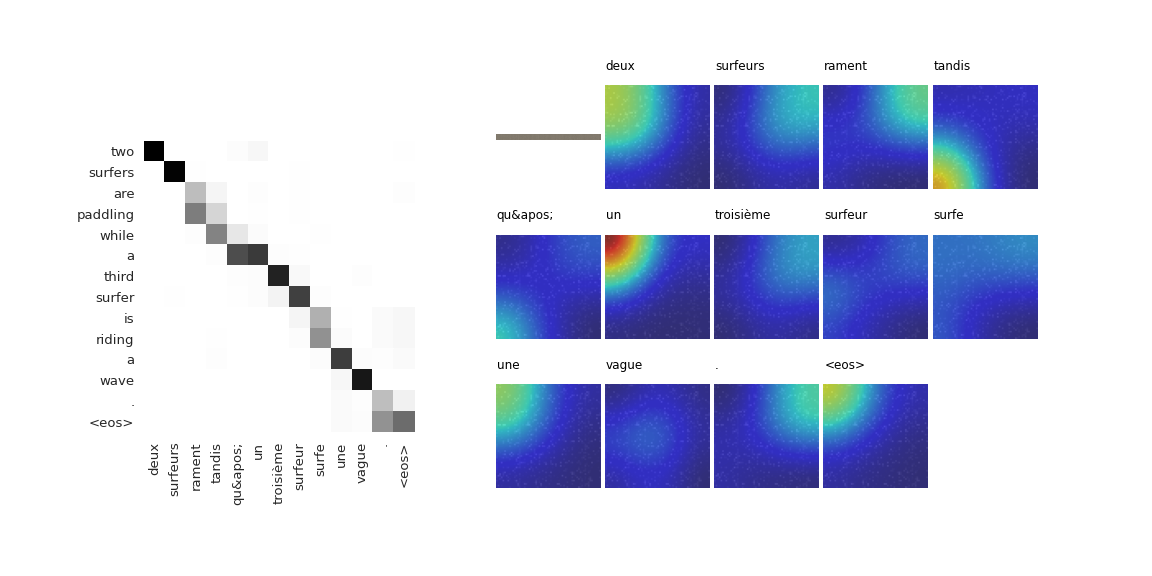 two
surfers
are
paddling
while
a
third
surfer
is
riding
a
wave
.
<eos>
deux
surfeurs
rament
tandis
qu&apos;
un
troisième
surfeur
surfe
une
vague
.
<eos>
deux surfeurs rament tandis
qu&apos; un troisième surfeur surfe
une vague . <eos>